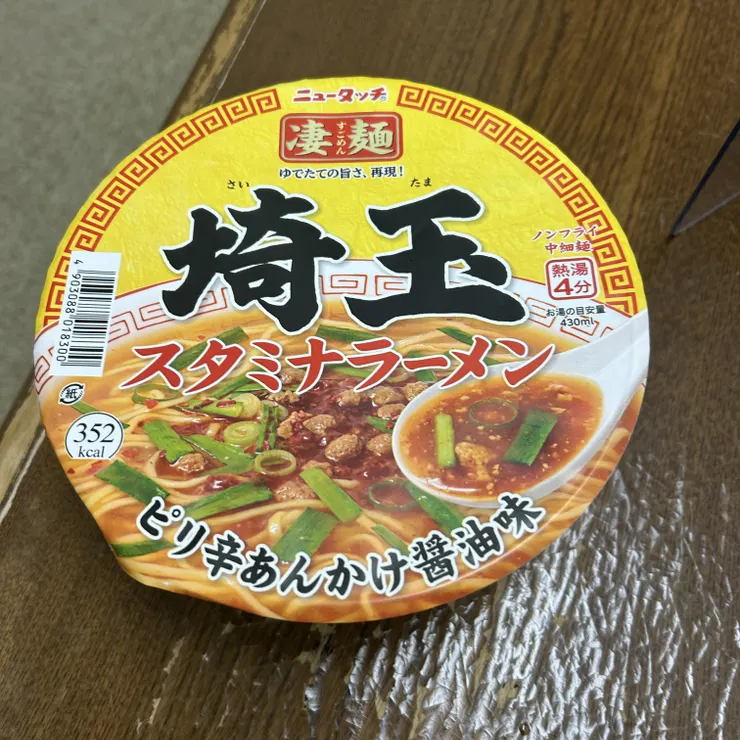 ニュータッチ®
凄麺
すごめん
ゆでたての旨さ、再現!
さい たま
埼玉
ノンフライ
中細麺
熱湯
4分
お湯の目安量
430ml
スタミナラーメン
4903088018300
紙
352
kcal
ピリ辛あんかけ醤油味